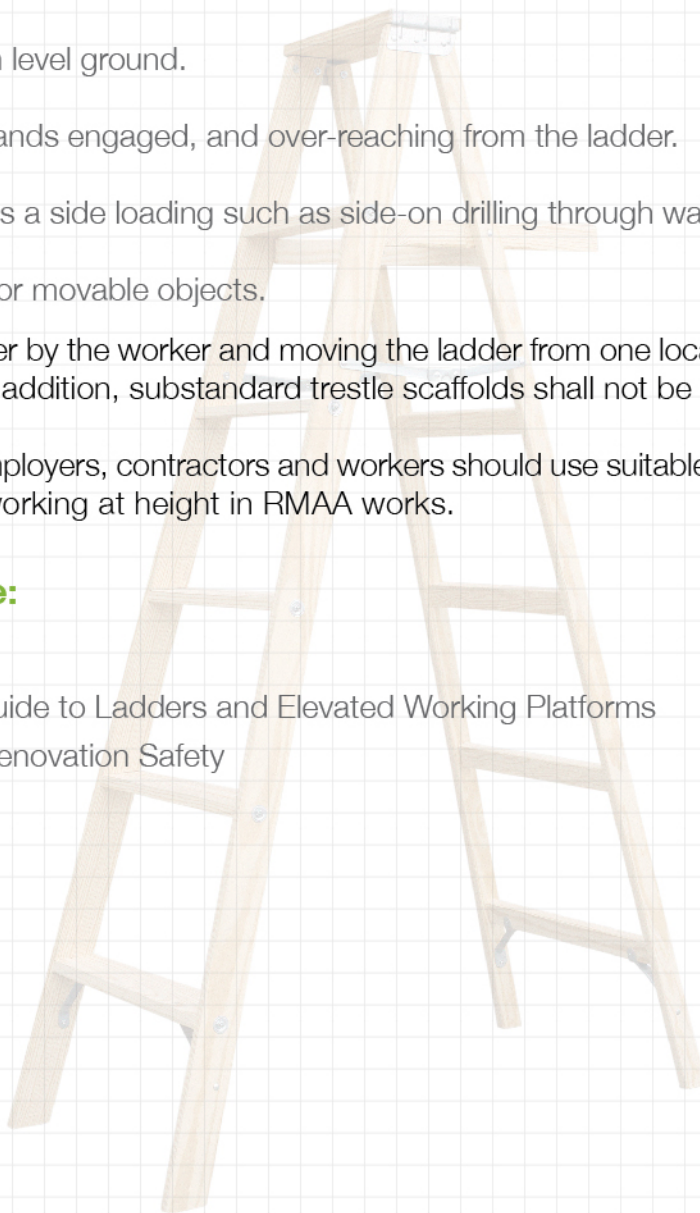 level ground.
ands engaged, and over-reaching from the ladder.
s a side loading such as side-on drilling through wa
or movable objects.
er by the worker and moving the ladder from one loc
addition, substandard trestle scaffolds shall not be
nployers, contractors and workers should use suitable
vorking at height in RMAA works.
e:
uide to Ladders and Elevated Working Platforms
enovation Safety